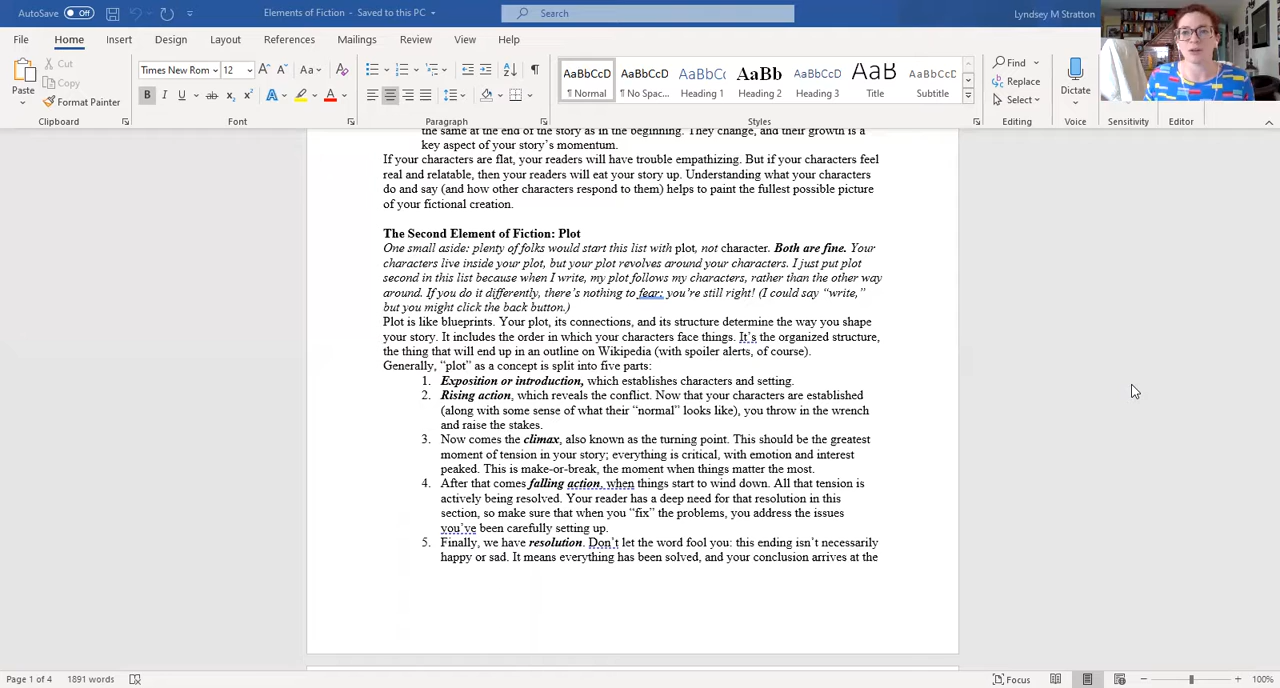 AutoSave Off Elements of Fiction - Saved to this PC Search Lyndsey M Stratton
File Home Insert Design Layout References Mailings Review View Help
Paste Cut Copy Format Painter
Clipboard
Times New Rom 12 Aa
B I U ab x₂ x² A A
Font
Paragraph
AaBbCcD AaBbCcD AaBbCc AaBb AaBbCcD AaB AaBbCcD
¶ Normal ¶ No Spac... Heading 1 Heading 2 Heading 3 Title Subtitle
Styles
Find
Replace
Select
Editing
Dictate
Voice Sensitivity Editor
the same at the end of the story as in the beginning. They change, and their growth is a
key aspect of your story's momentum.
If your characters are flat, your readers will have trouble empathizing. But if your characters feel
real and relatable, then your readers will eat your story up. Understanding what your characters
do and say (and how other characters respond to them) helps to paint the fullest possible picture
of your fictional creation.
The Second Element of Fiction: Plot
One small aside: plenty of folks would start this list with plot, not character. Both are fine. Your
characters live inside your plot, but your plot revolves around your characters. I just put plot
second in this list because when I write, my plot follows my characters, rather than the other way
around. If you do it differently, there's nothing to fear: you're still right! (I could say “write,”
but you might click the back button.)
Plot is like blueprints. Your plot, its connections, and its structure determine the way you shape
your story. It includes the order in which your characters face things. It's the organized structure,
the thing that will end up in an outline on Wikipedia (with spoiler alerts, of course).
Generally, “plot” as a concept is split into five parts:
1. Exposition or introduction, which establishes characters and setting.
2. Rising action, which reveals the conflict. Now that your characters are established
(along with some sense of what their “normal” looks like), you throw in the wrench
and raise the stakes.
3. Now comes the climax, also known as the turning point. This should be the greatest
moment of tension in your story; everything is critical, with emotion and interest
peaked. This is make-or-break, the moment when things matter the most.
4. After that comes falling action, when things start to wind down. All that tension is
actively being resolved. Your reader has a deep need for that resolution in this
section, so make sure that when you “fix” the problems, you address the issues
you've been carefully setting up.
5. Finally, we have resolution. Don't let the word fool you: this ending isn't necessarily
happy or sad. It means everything has been solved, and your conclusion arrives at the
Page 1 of 4 1891 words Focus 100%